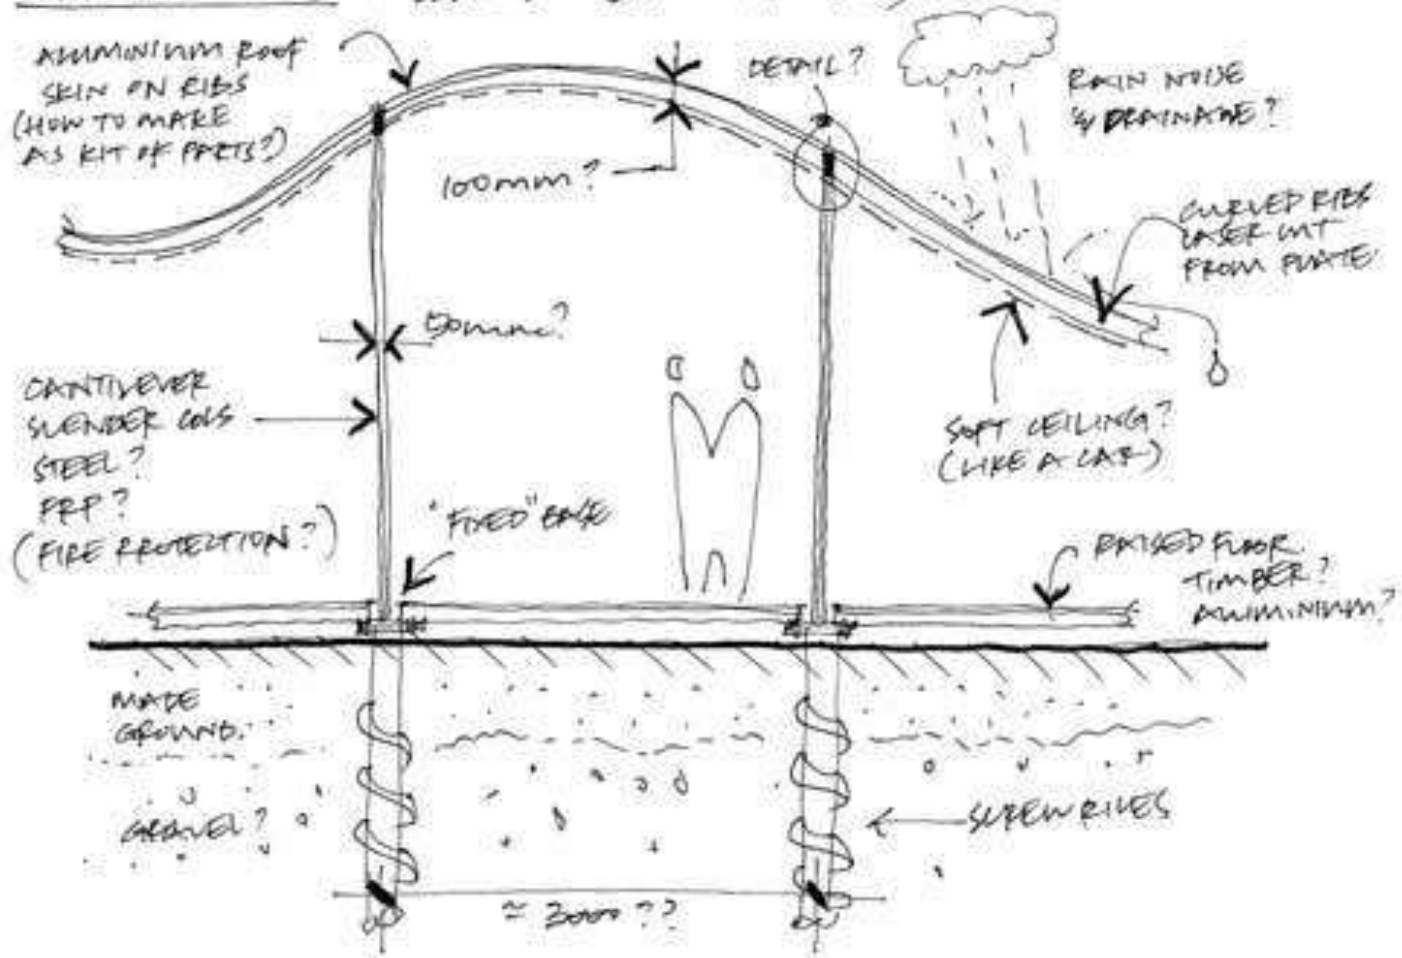 ALUMINIUM ROOF
SKIN ON RIBS
(HOW TO MAKE
AS KIT OF PARTS?)
DETAIL?
RAIN NOISE
& DRAINAGE?
100mm?
CURVED RIBS
LASER CUT
FROM PLATE.
50mm?
CANTILEVER
SLENDER COLS
STEEL?
FRP?
(FIRE PROTECTION?)
SOFT CEILING?
(LIKE A CAR)
"FIXED" BASE
RAISED FLOOR.
TIMBER?
ALUMINIUM?
MADE
GROUND.
GRAVEL?
SCREW PILES
≈ 3000??